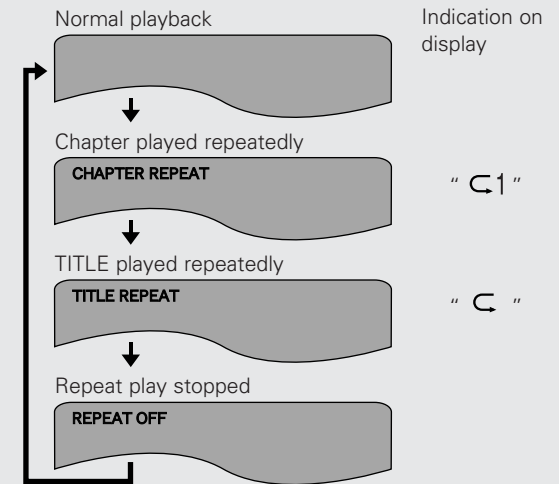 Normal playback
Indication on
display
Chapter played repeatedly
CHAPTER REPEAT
" ⊂1 "
TITLE played repeatedly
TITLE REPEAT
" ⊂ "
Repeat play stopped
REPEAT OFF